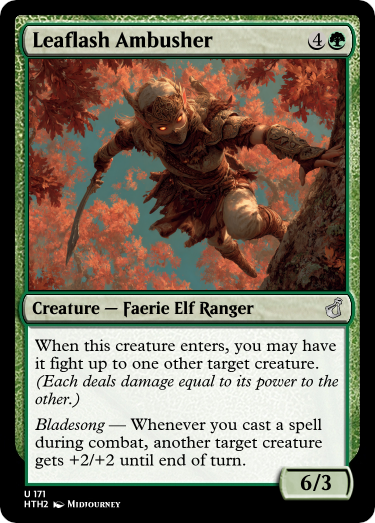 Leaflash Ambusher 4
Creature — Faerie Elf Ranger
When this creature enters, you may have
it fight up to one other target creature.
(Each deals damage equal to its power to the
other.)
Bladesong — Whenever you cast a spell
during combat, another target creature
gets +2/+2 until end of turn.
6/3
U 171
HTH2 Midjourney